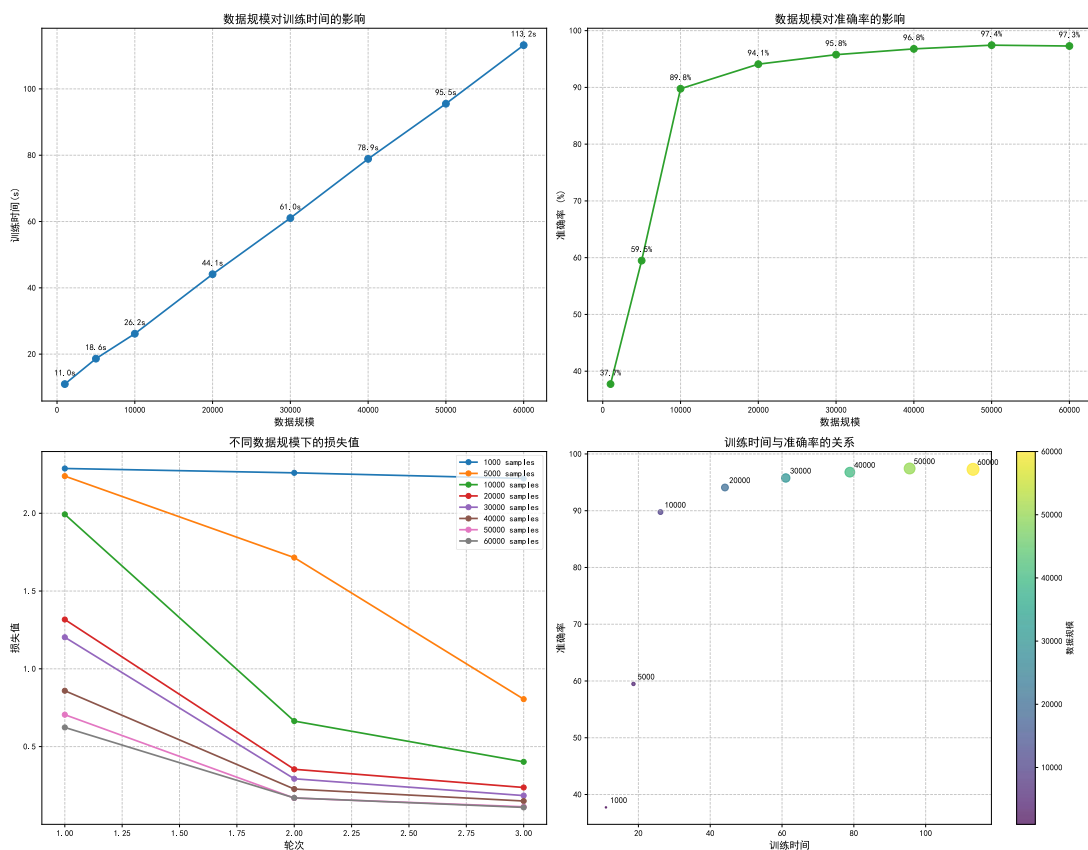 数据规模对训练时间的影响
训练时间(s)
100
80
60
40
20
11.0s
18.6s
26.2s
44.1s
61.0s
78.9s
95.5s
113.2s
0
10000
20000
30000
40000
50000
60000
数据规模
数据规模对准确率的影响
准确率 (%)
100
90
80
70
60
50
40
37.7%
59.5%
89.8%
94.1%
95.8%
96.8%
97.4%
97.3%
0
10000
20000
30000
40000
50000
60000
数据规模
不同数据规模下的损失值
损失值
2.0
1.5
1.0
0.5
1000 samples
5000 samples
10000 samples
20000 samples
30000 samples
40000 samples
50000 samples
60000 samples
1.00
1.25
1.50
1.75
2.00
2.25
2.50
2.75
3.00
轮次
训练时间与准确率的关系
准确率
100
90
80
70
60
50
40
1000
5000
10000
20000
30000
40000
50000
60000
20
40
60
80
100
训练时间
60000
50000
40000
30000
20000
10000
数据规模